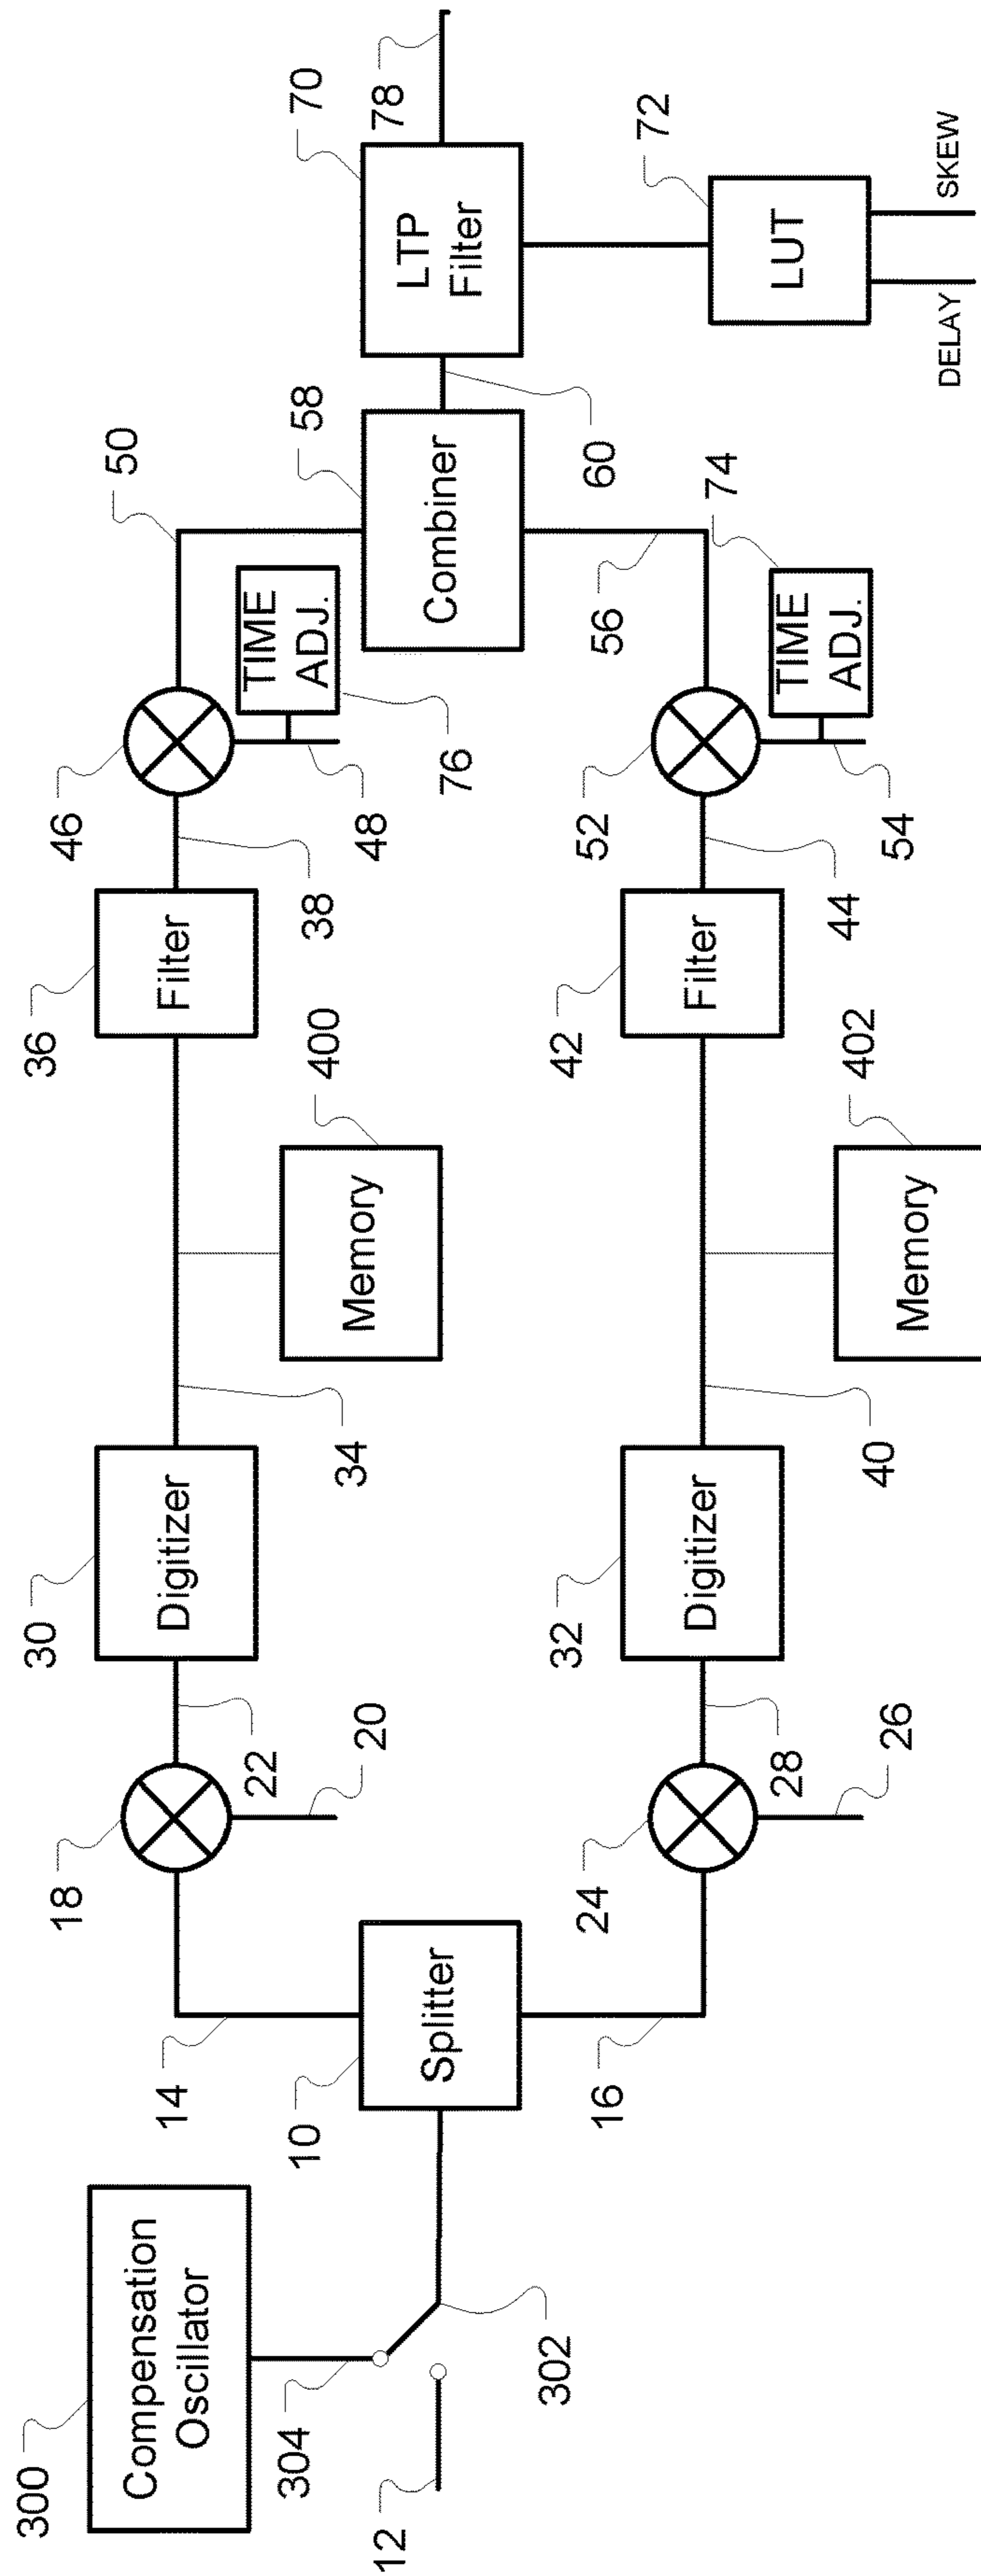 300
Compensation
Oscillator
304
12
302
10
Splitter
14
16
18
20
22
24
26
28
30
Digitizer
32
Digitizer
34
40
Memory
400
Memory
402
36
Filter
42
Filter
38
44
46
48
52
54
TIME
ADJ.
76
TIME
ADJ.
74
50
56
Combiner
58
60
LTP
Filter
70
78
LUT
72
DELAY
SKEW